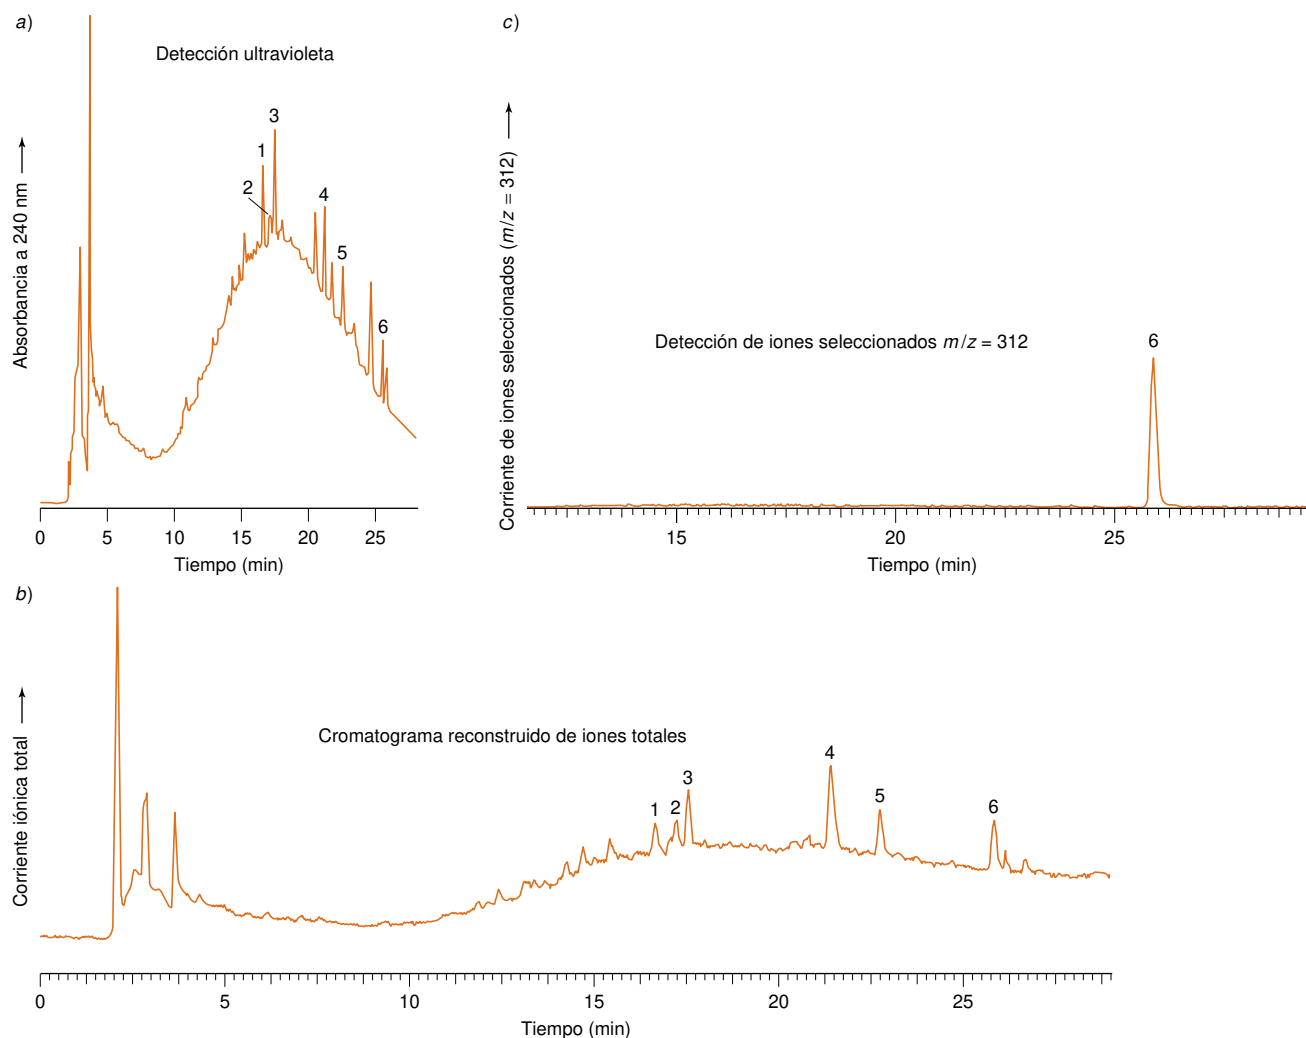 a)
Detección ultravioleta
Absorbancia a 240 nm
1
2
3
4
5
6
0 5 10 15 20 25
Tiempo (min)
c)
Corriente de iones seleccionados (m/z = 312)
Detección de iones seleccionados m/z = 312
6
15 20 25
Tiempo (min)
b)
Corriente iónica total
Cromatograma reconstruido de iones totales
1
2
3
4
5
6
0 5 10 15 20 25
Tiempo (min)